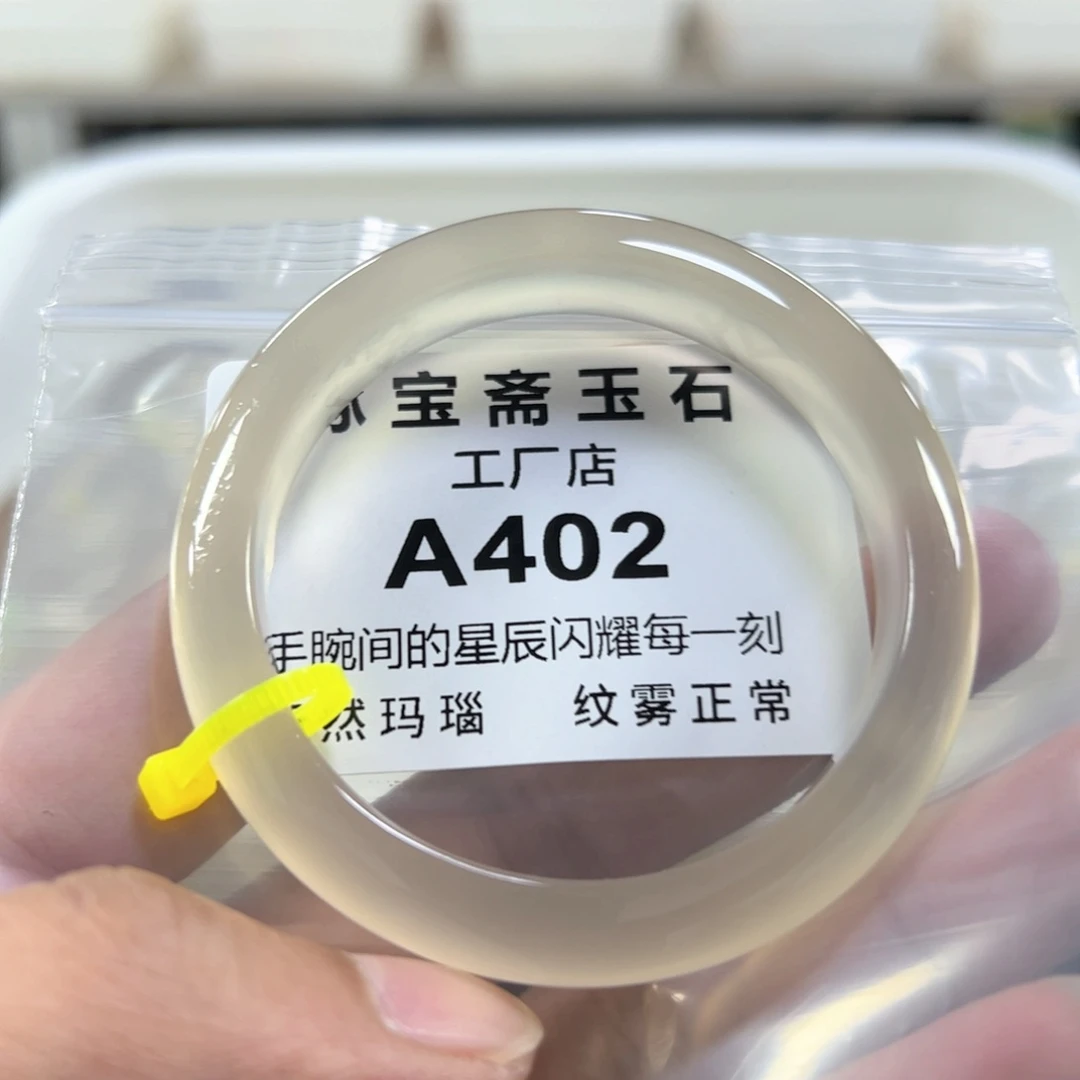 宝斋玉石
工厂店
A402
手腕间的星辰闪耀每一刻
然玛瑙 纹雾正常